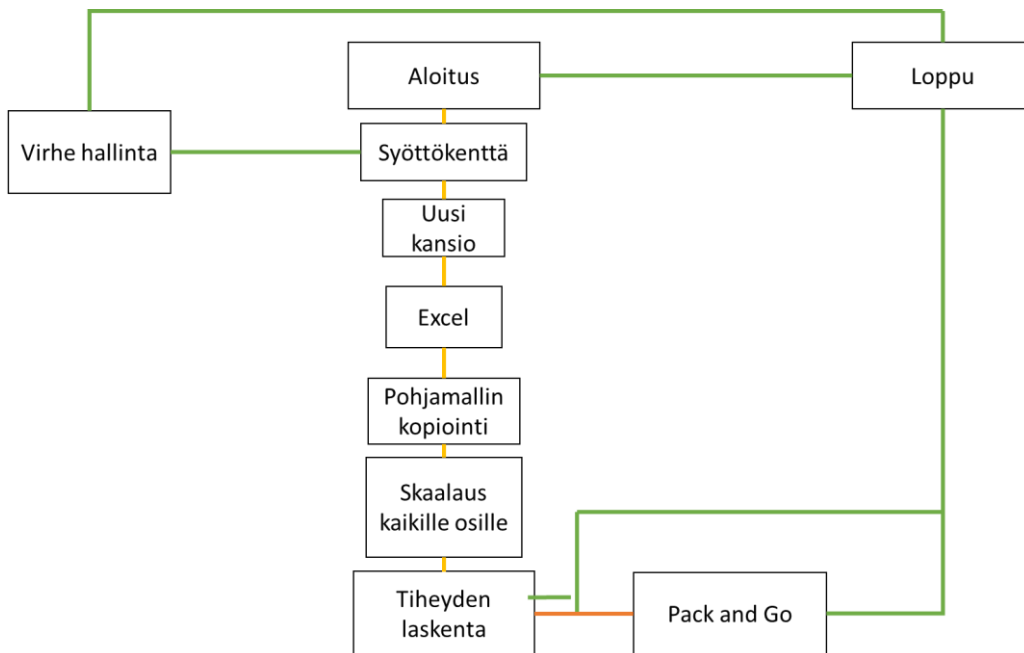 Aloitus
Loppu
Virhe hallinta
Syöttökenttä
Uusi
kansio
Excel
Pohjamallin
kopiointi
Skaalaus
kaikille osille
Tiheyden
laskenta
Pack and Go